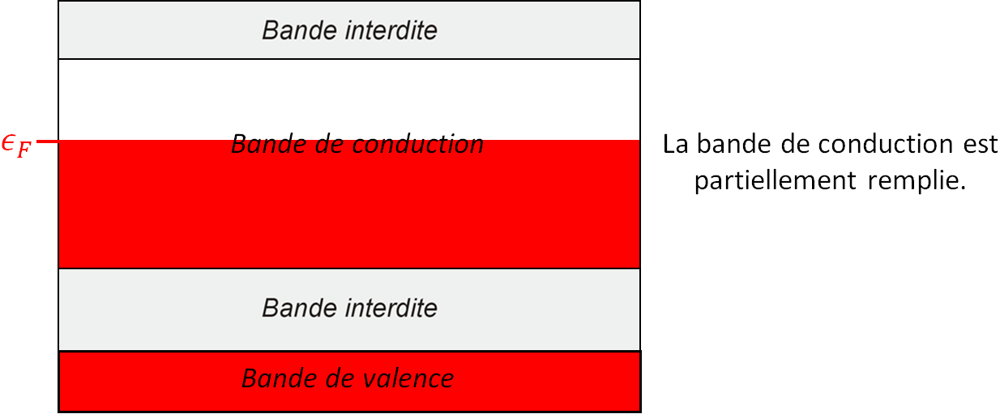 Bande interdite
ϵF
Bande de conduction
La bande de conduction est
partiellement remplie.
Bande interdite
Bande de valence